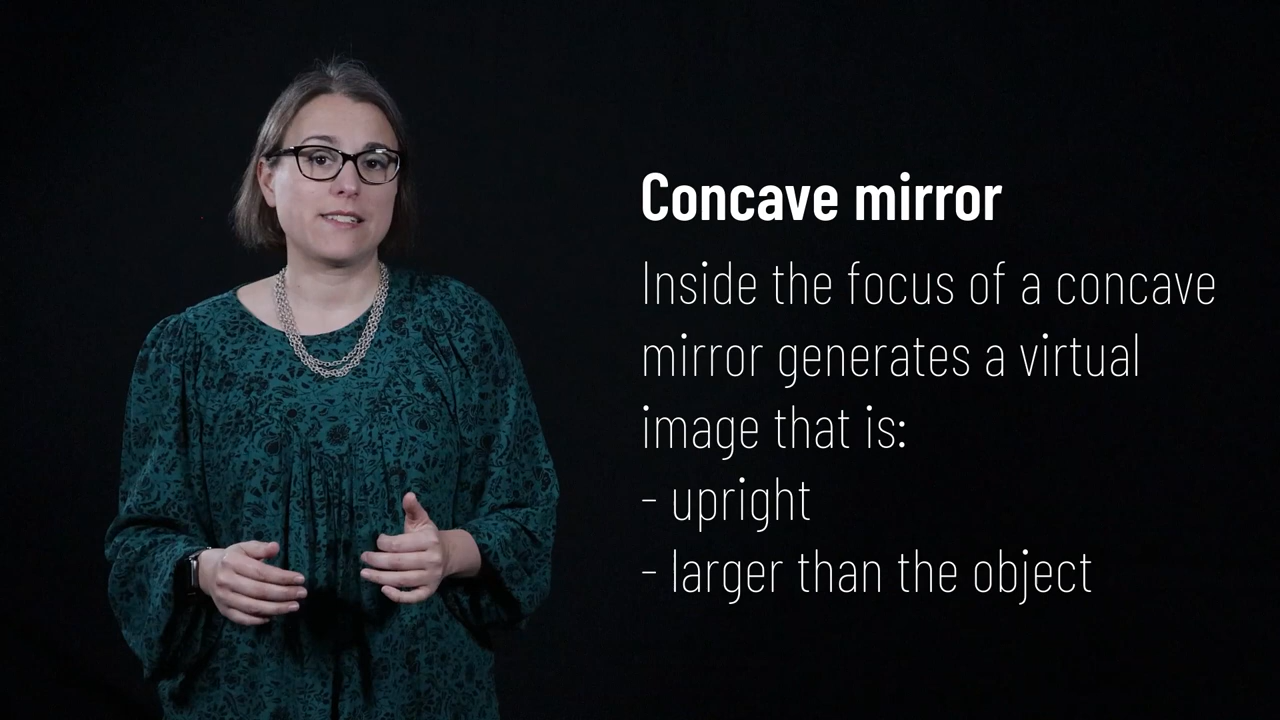 Concave mirror
Inside the focus of a concave
mirror generates a virtual
image that is:
- upright
- larger than the object